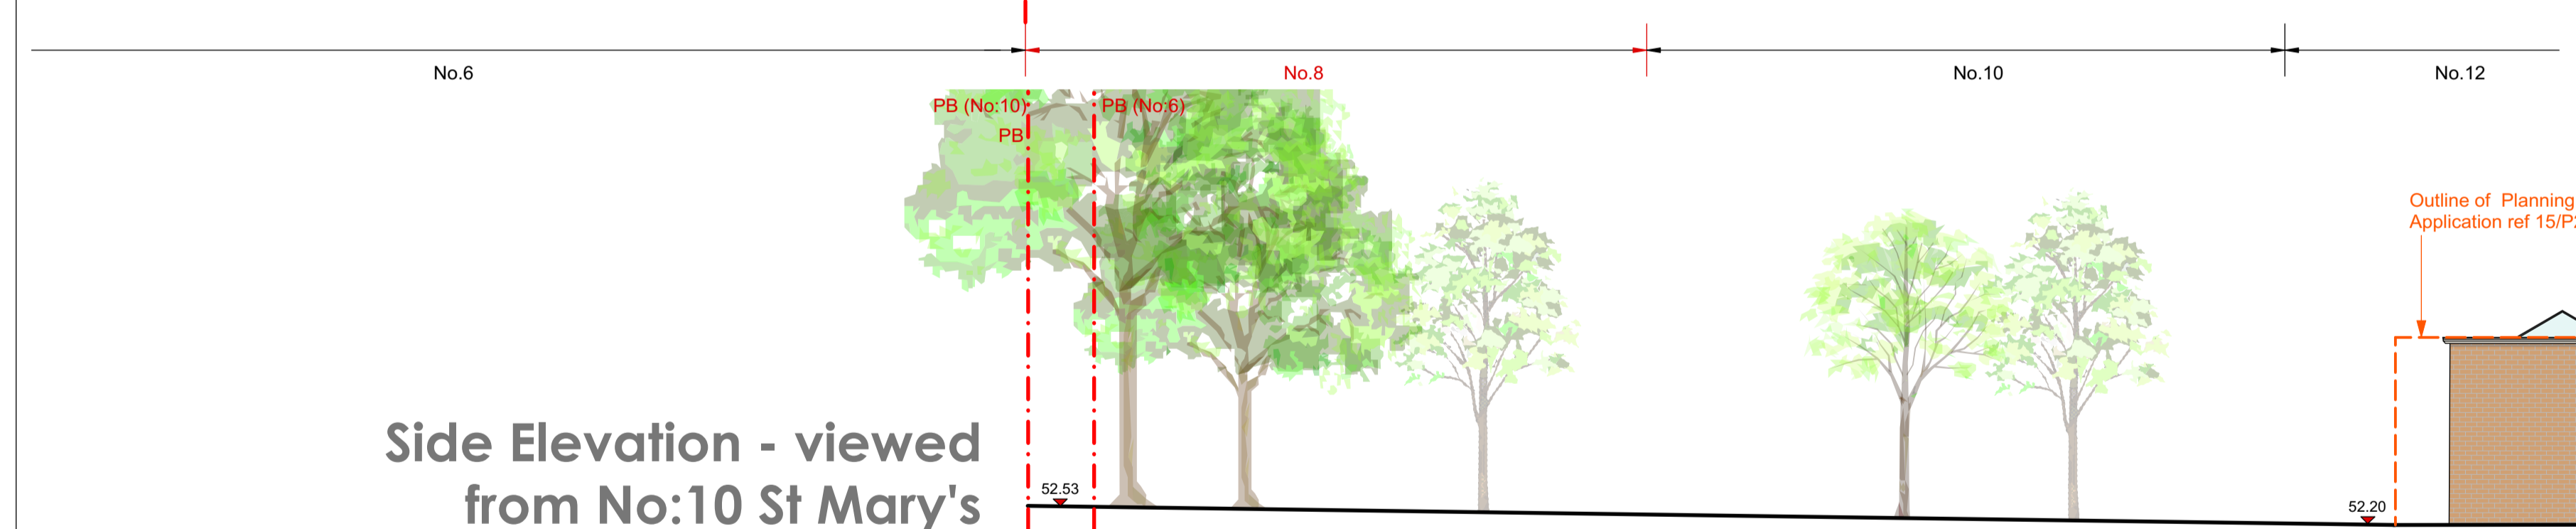 No.6
No.8
No.10
No.12
PB (No:10)
PB (No:6)
PB
Outline of Planning
Application ref
Side Elevation - viewed
from No:10 St Mary's
52.53
52.20